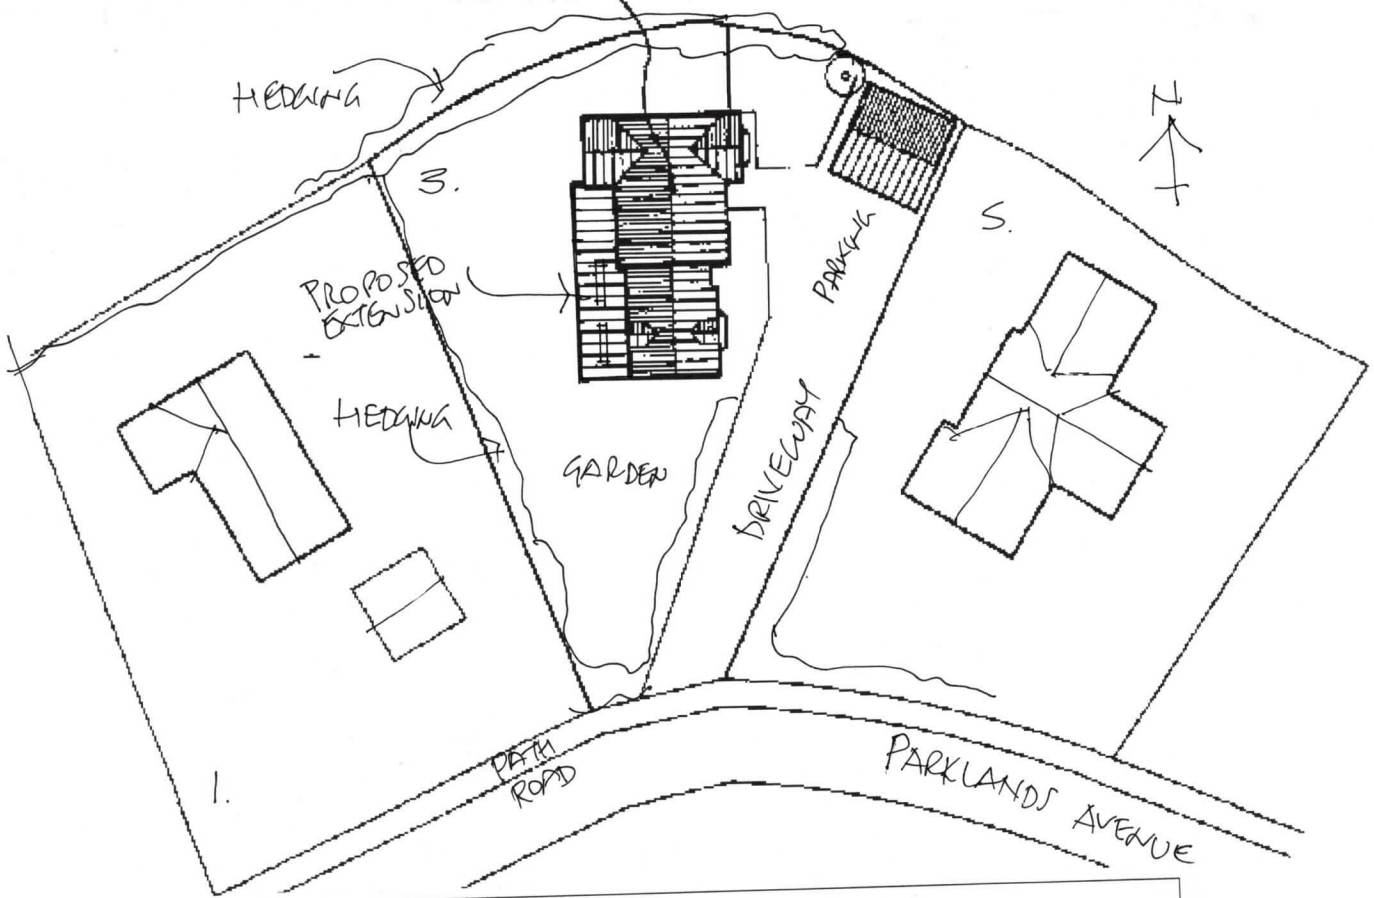 HEDGING
N
3.
5.
PARKING
PROPOSED
EXTENSION
HEDGING
GARDEN
DRIVEWAY
1.
PATH
ROAD
PARKLANDS AVENUE